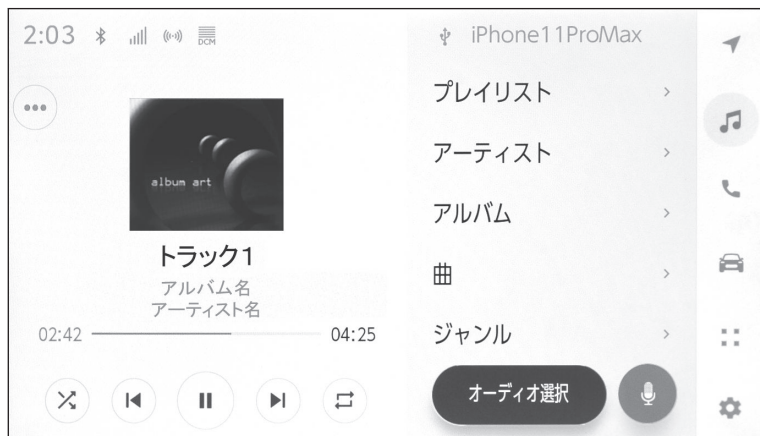 2:03
DCM
album art
トラック1
アルバム名
アーティスト名
02:42 04:25
iPhone11ProMax
プレイリスト
アーティスト
アルバム
曲
ジャンル
オーディオ選択